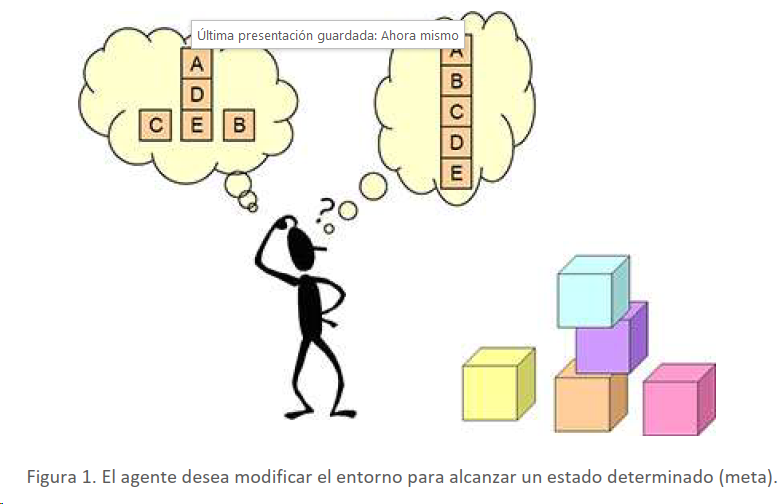 Última presentación guardada: Ahora mismo
A
D
C E B
A
B
C
D
E
?
Figura 1. El agente desea modificar el entorno para alcanzar un estado determinado (meta).